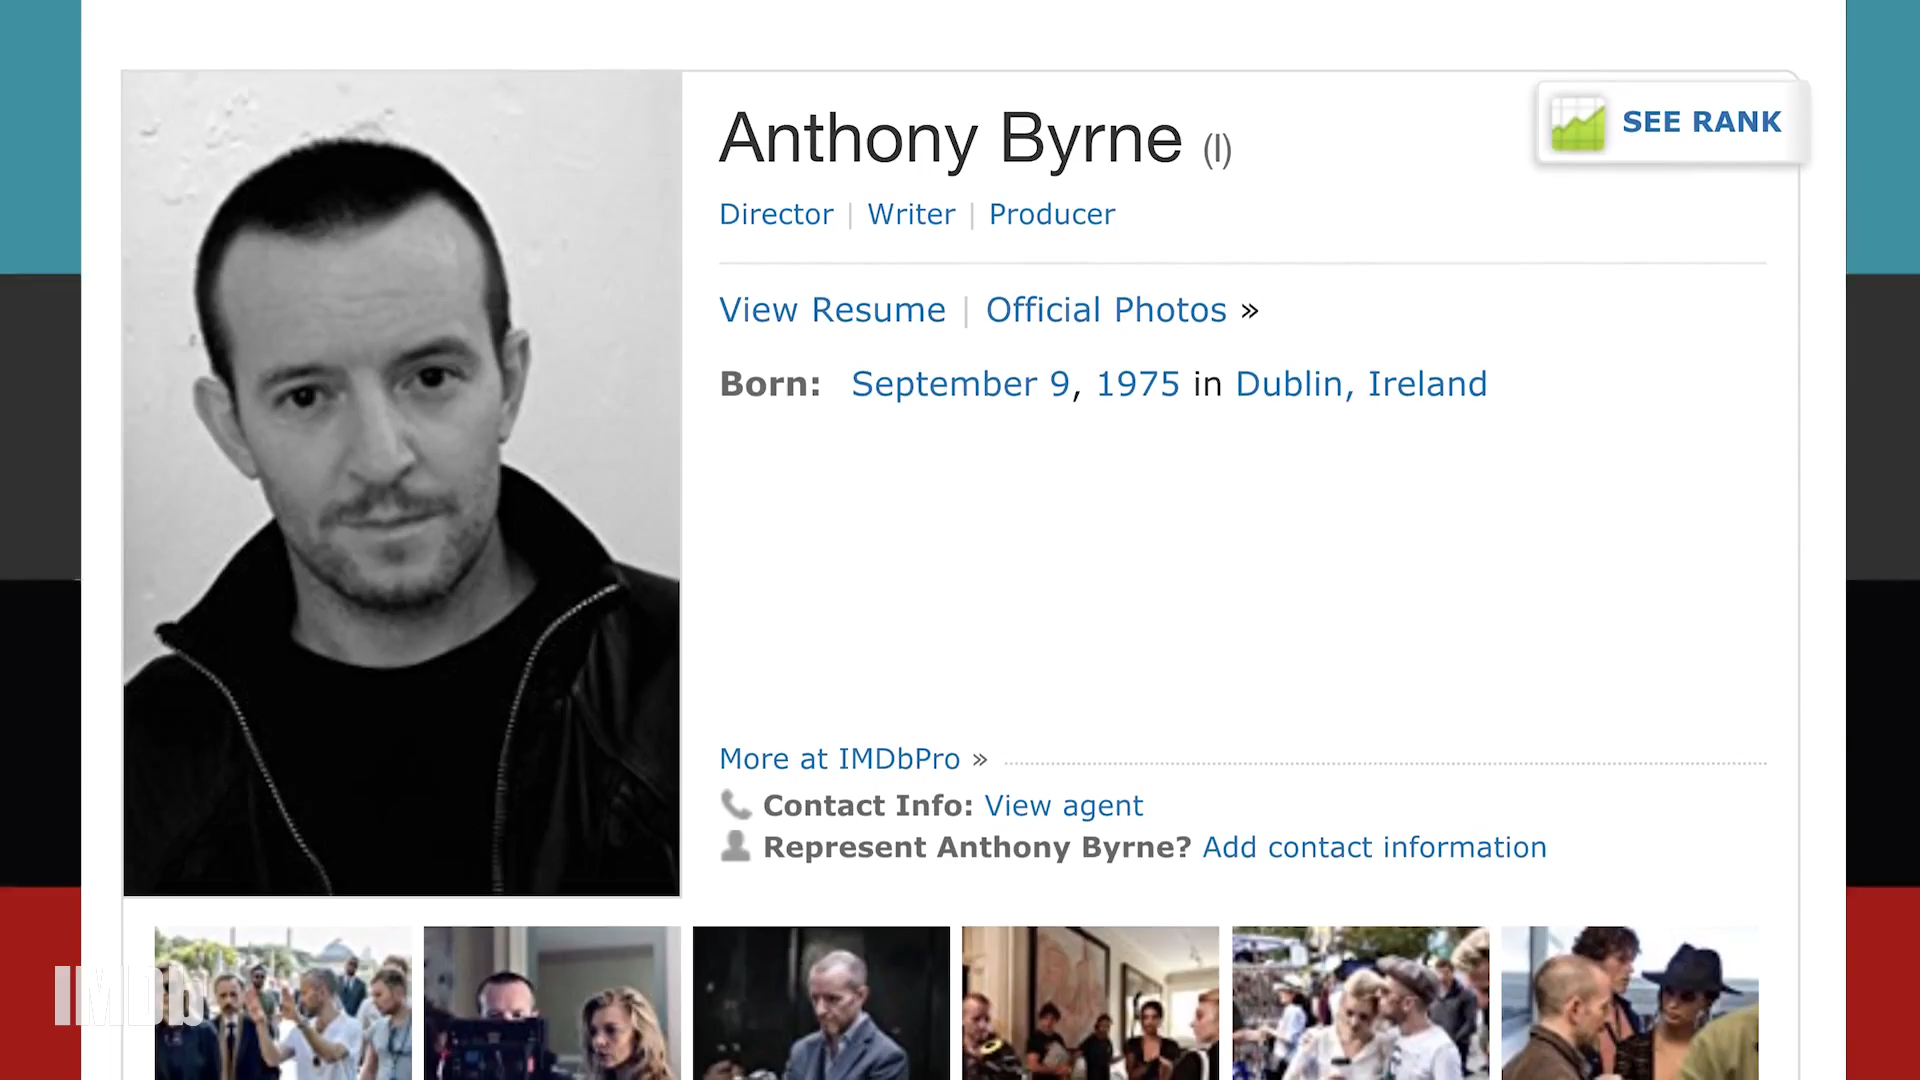 Anthony Byrne (I)
SEE RANK
Director | Writer | Producer
View Resume | Official Photos »
Born: September 9, 1975 in Dublin, Ireland
More at IMDbPro »
Contact Info: View agent
Represent Anthony Byrne? Add contact information
IMDb